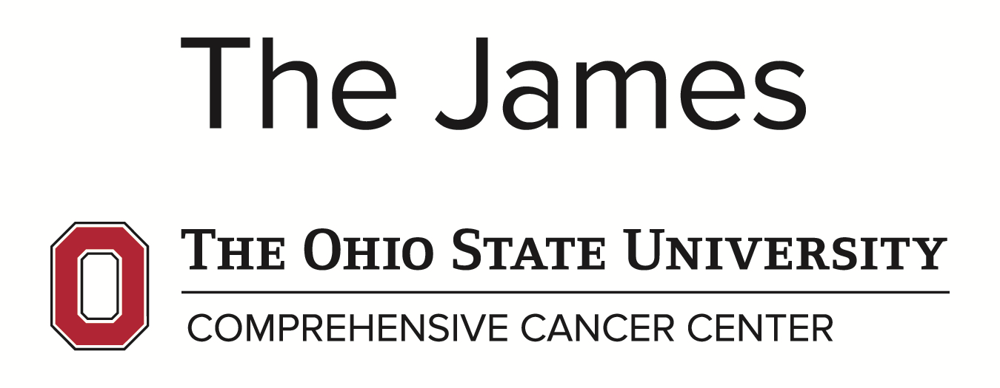 The James
THE OHIO STATE UNIVERSITY
COMPREHENSIVE CANCER CENTER